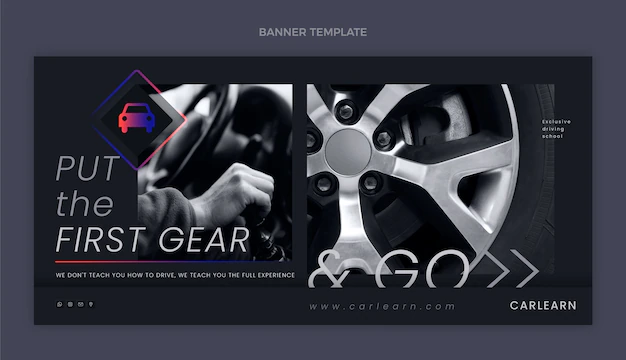 BANNER TEMPLATE
Exclusive
driving
school
PUT
the
FIRST GEAR
& GO
WE DON'T TEACH YOU HOW TO DRIVE, WE TEACH YOU THE FULL EXPERIENCE
www.carlearn.com
CARLEARN